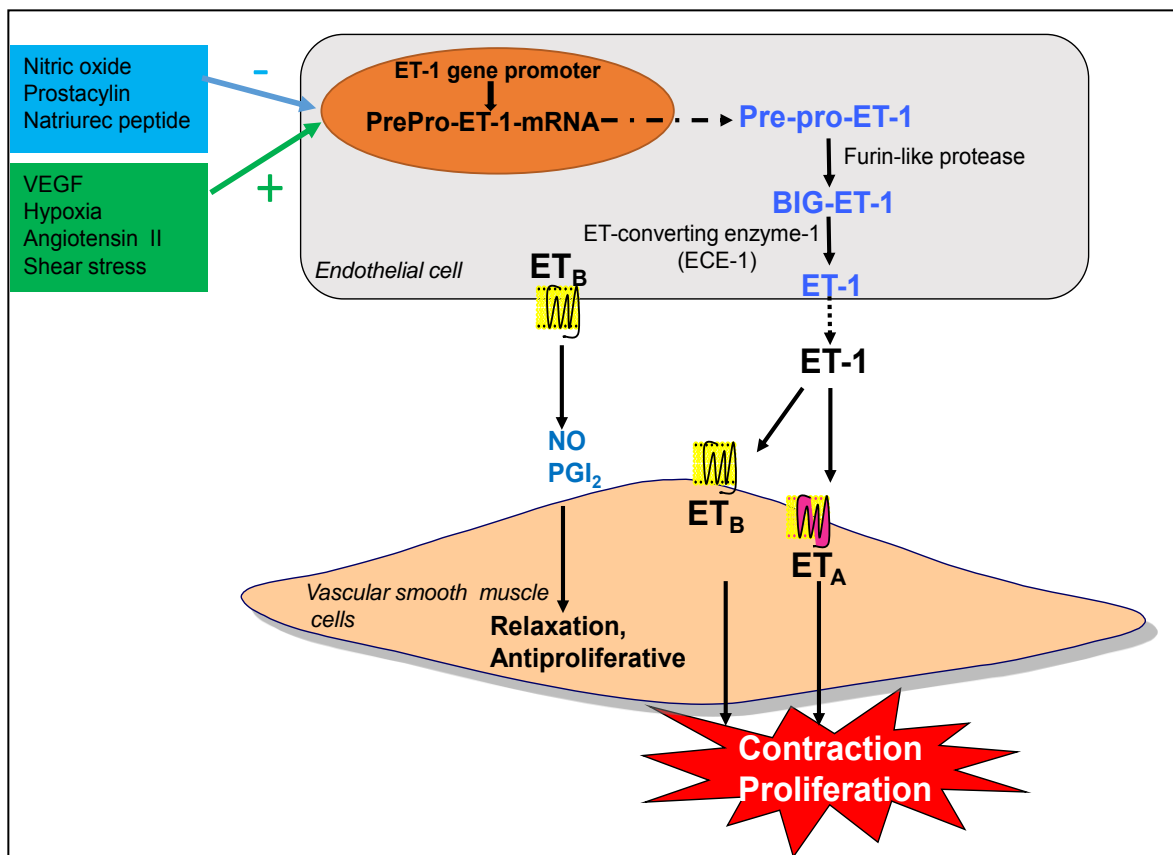 Nitric oxide
Prostacylin
Natriurec peptide
-
VEGF
Hypoxia
Angiotensin II
Shear stress
+
ET-1 gene promoter
PrePro-ET-1-mRNA
Pre-pro-ET-1
Furin-like protease
BIG-ET-1
ET-converting enzyme-1
(ECE-1)
ET-1
Endothelial cell
ETB
ET-1
NO
PGI2
ETB
ETA
Vascular smooth muscle
cells
Relaxation,
Antiproliferative
Contraction
Proliferation